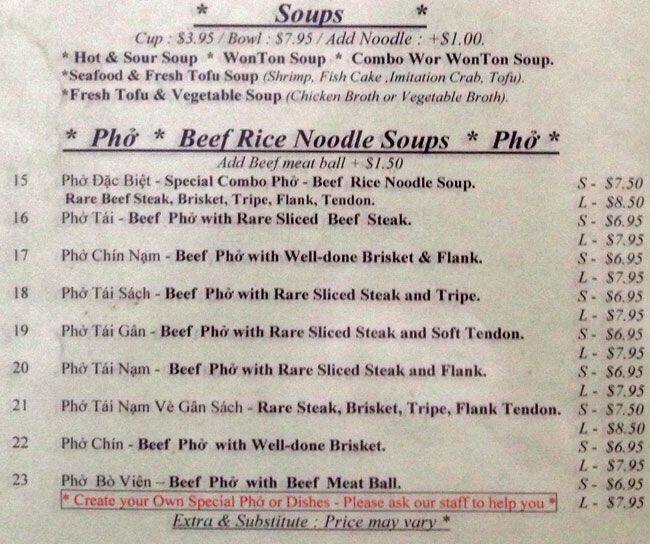 * Soups *
Cup : $3.95 / Bowl : $7.95 / Add Noodle : +$1.00.
* Hot & Sour Soup * WonTon Soup * Combo Wor WonTon Soup.
*Seafood & Fresh Tofu Soup (Shrimp, Fish Cake ,Imitation Crab, Tofu).
*Fresh Tofu & Vegetable Soup (Chicken Broth or Vegetable Broth).
* Phở * Beef Rice Noodle Soups * Phở *
Add Beef meat ball + $1.50
15 Phở Đặc Biệt - Special Combo Phở - Beef Rice Noodle Soup. S - $7.50
Rare Beef Steak, Brisket, Tripe, Flank, Tendon. L - $8.50
16 Phở Tái - Beef Phở with Rare Sliced Beef Steak. S - $6.95
L - $7.95
17 Phở Chín Nạm - Beef Phở with Well-done Brisket & Flank. S - $6.95
L - $7.95
18 Phở Tái Sách - Beef Phở with Rare Sliced Steak and Tripe. S - $6.95
L - $7.95
19 Phở Tái Gân - Beef Phở with Rare Sliced Steak and Soft Tendon. S - $6.95
L - $7.95
20 Phở Tái Nạm - Beef Phở with Rare Sliced Steak and Flank. S - $6.95
L - $7.95
21 Phở Tái Nạm Vè Gân Sách - Rare Steak, Brisket, Tripe, Flank Tendon. S - $7.50
L - $8.50
22 Phở Chín - Beef Phở with Well-done Brisket. S - $6.95
L - $7.95
23 Phở Bò Viên – Beef Phở with Beef Meat Ball. S - $6.95
* Create your Own Special Phở or Dishes - Please ask our staff to help you * L - $7.95
Extra & Substitute : Price may vary *